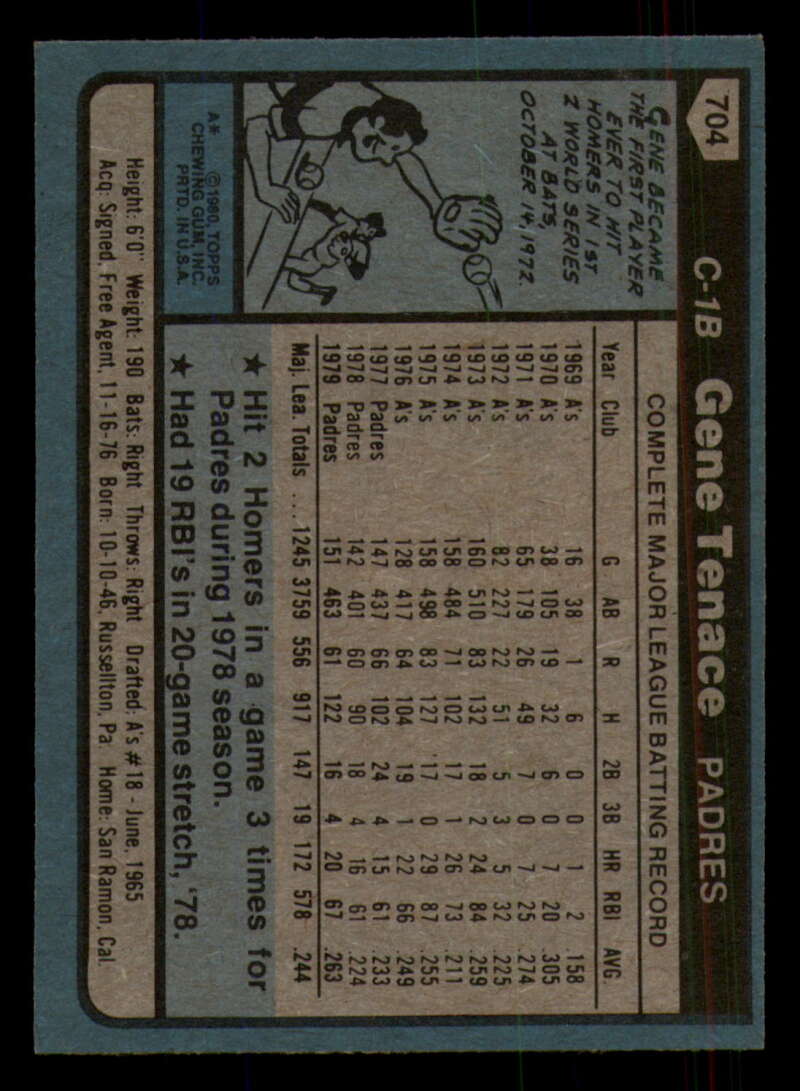 704
C-1B Gene Tenace PADRES
GENE BECAME
THE FIRST PLAYER
EVER TO HIT
HOMERS IN 1ST
2 WORLD SERIES
AT BATS,
OCTOBER 14, 1972.
A* ©1980 TOPPS
CHEWING GUM, INC.
PRTD. IN U.S.A.
COMPLETE MAJOR LEAGUE BATTING RECORD
Year Club G AB R H 2B 3B HR RBI AVG.
1969 A's 16 38 1 6 0 0 1 2 .158
1970 A's 38 105 19 32 6 0 7 20 .305
1971 A's 65 179 26 49 7 0 7 25 .274
1972 A's 82 227 22 51 5 3 5 32 .225
1973 A's 160 510 83 132 18 2 24 84 .259
1974 A's 158 484 71 102 17 1 26 73 .211
1975 A's 158 498 83 127 17 0 29 87 .255
1976 A's 128 417 64 104 19 1 22 66 .249
1977 Padres 147 437 66 102 24 4 15 61 .233
1978 Padres 142 401 60 90 18 4 16 61 .224
1979 Padres 151 463 61 122 16 4 20 67 .263
Maj. Lea. Totals ... 1245 3759 556 917 147 19 172 578 .244
★ Hit 2 Homers in a game 3 times for
Padres during 1978 season.
★ Had 19 RBI's in 20-game stretch, '78.
Height: 6'0" Weight: 190 Bats: Right Throws: Right Drafted: A's #18 - June, 1965
Acq: Signed, Free Agent, 11-16-76 Born: 10-10-46, Russellton, Pa Home: San Ramon, Cal.